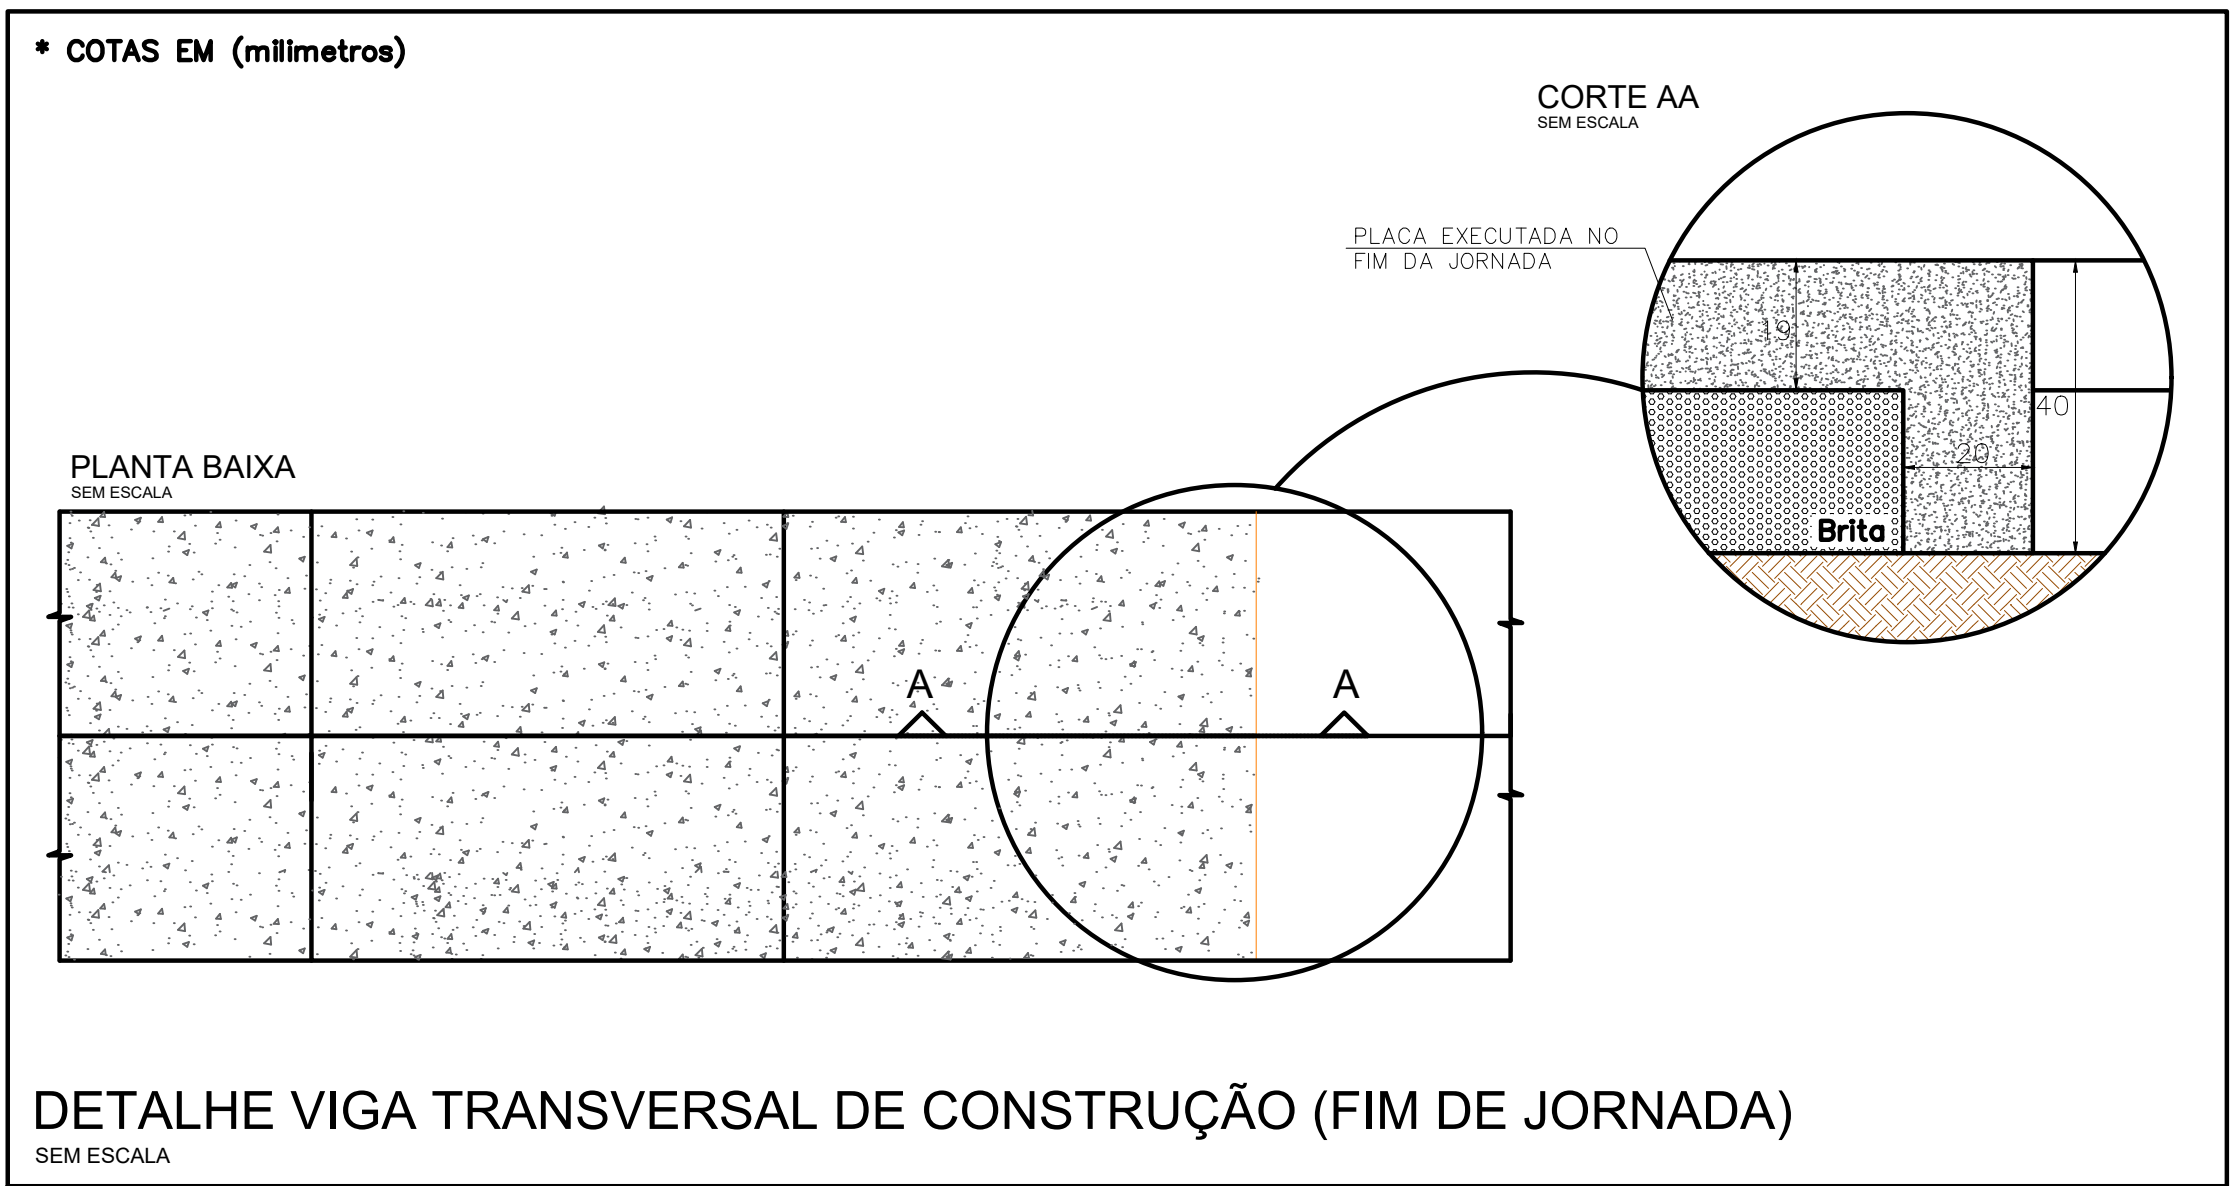 * COTAS EM (milimetros)
CORTE AA
SEM ESCALA
PLACA EXECUTADA NO
FIM DA JORNADA
19
40
20
Brita
PLANTA BAIXA
SEM ESCALA
A
A
DETALHE VIGA TRANSVERSAL DE CONSTRUÇÃO (FIM DE JORNADA)
SEM ESCALA